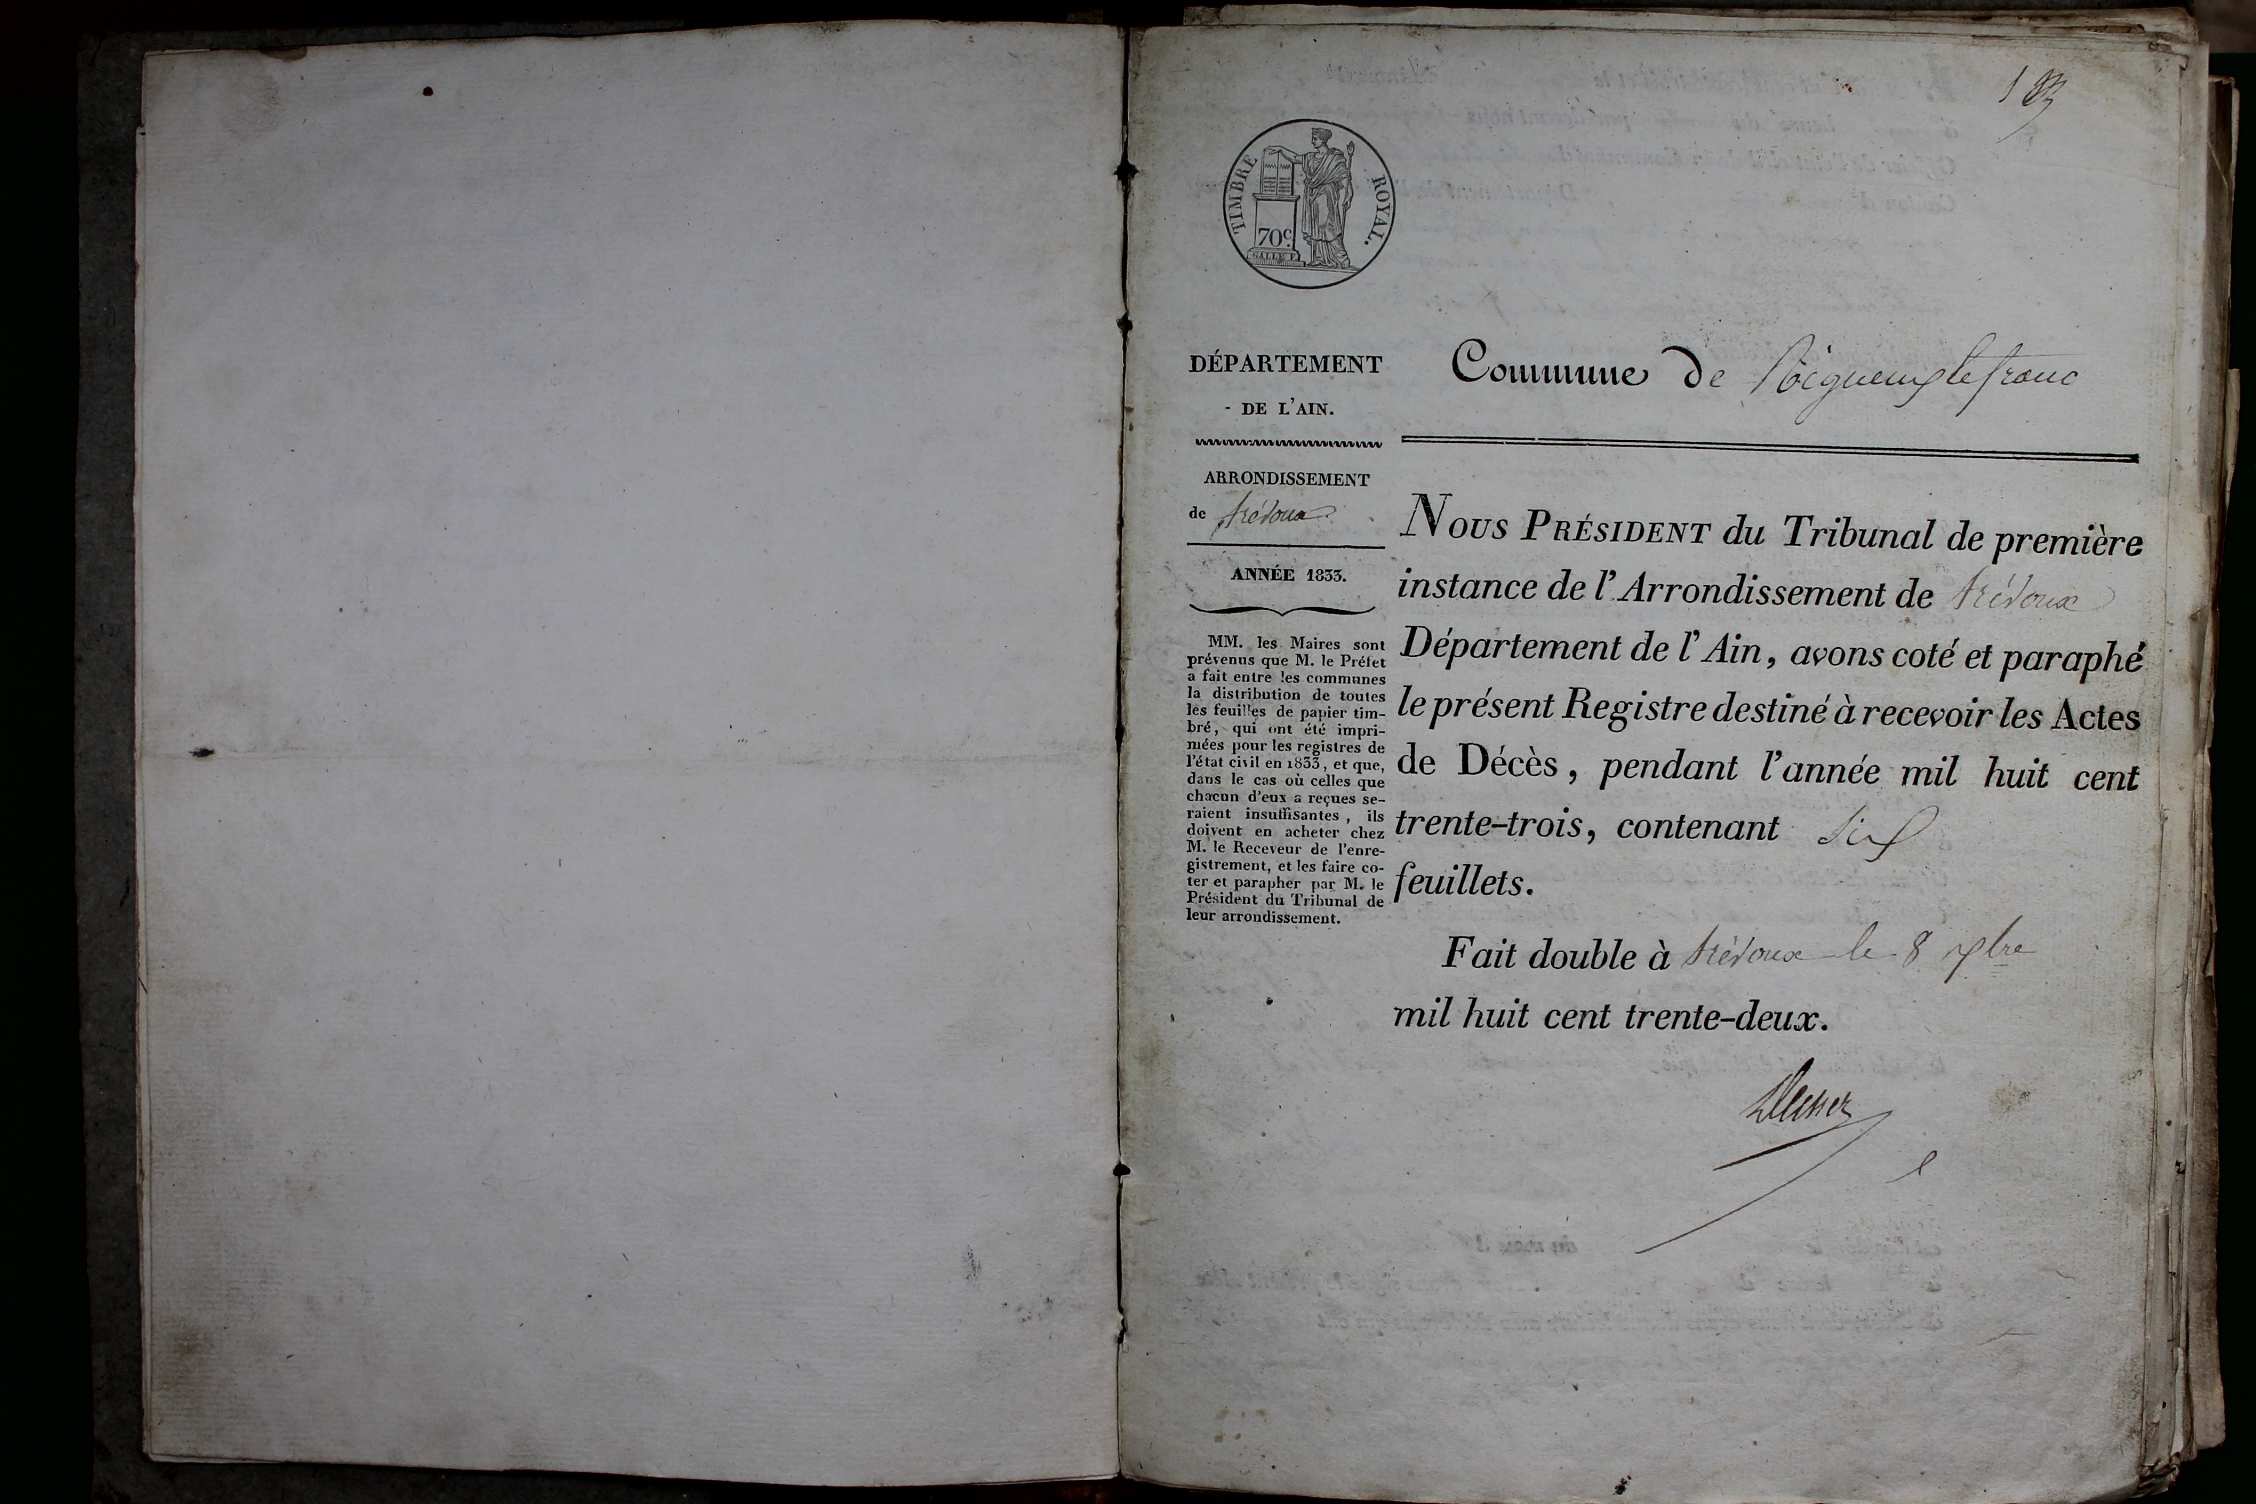 1
TIMBRE ROYAL.
70c.
GALLE F.
DÉPARTEMENT
DE L'AIN.
ARRONDISSEMENT
de trévoux
ANNÉE 1833.
MM. les Maires sont
prévenus que M. le Préfet
a fait entre les communes
la distribution de toutes
les feuilles de papier tim-
bré, qui ont été impri-
mées pour les registres de
l'état civil en 1833, et que,
dans le cas où celles que
chacun d'eux a reçues se-
raient insuffisantes, ils
doivent en acheter chez
M. le Receveur de l'enre-
gistrement, et les faire co-
ter et parapher par M. le
Président du Tribunal de
leur arrondissement.
Commune de Rigneux le franc
NOUS PRÉSIDENT du Tribunal de première
instance de l'Arrondissement de trévoux
Département de l'Ain, avons coté et paraphé
le présent Registre destiné à recevoir les Actes
de Décès, pendant l'année mil huit cent
trente-trois, contenant six
feuillets.
Fait double à trévoux le 8 xbre
mil huit cent trente-deux.